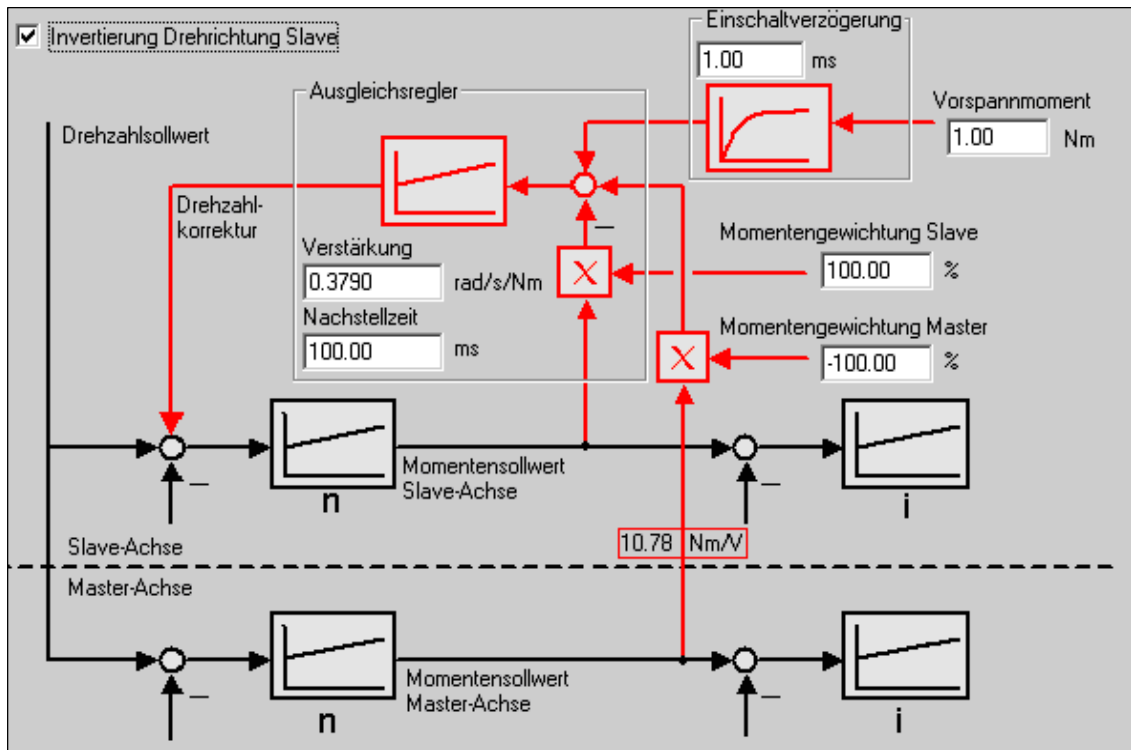 Invertierung Drehrichtung Slave
Einschaltverzögerung
1.00 ms
Vorspannmoment
1.00 Nm
Ausgleichsregler
Drehzahlsollwert
Drehzahl-
korrektur
Verstärkung
0.3790 rad/s/Nm
Nachstellzeit
100.00 ms
–
X
Momentengewichtung Slave
100.00 %
X
Momentengewichtung Master
-100.00 %
–
n
Momentensollwert
Slave-Achse
–
i
10.78 Nm/V
Slave-Achse
Master-Achse
–
n
Momentensollwert
Master-Achse
–
i